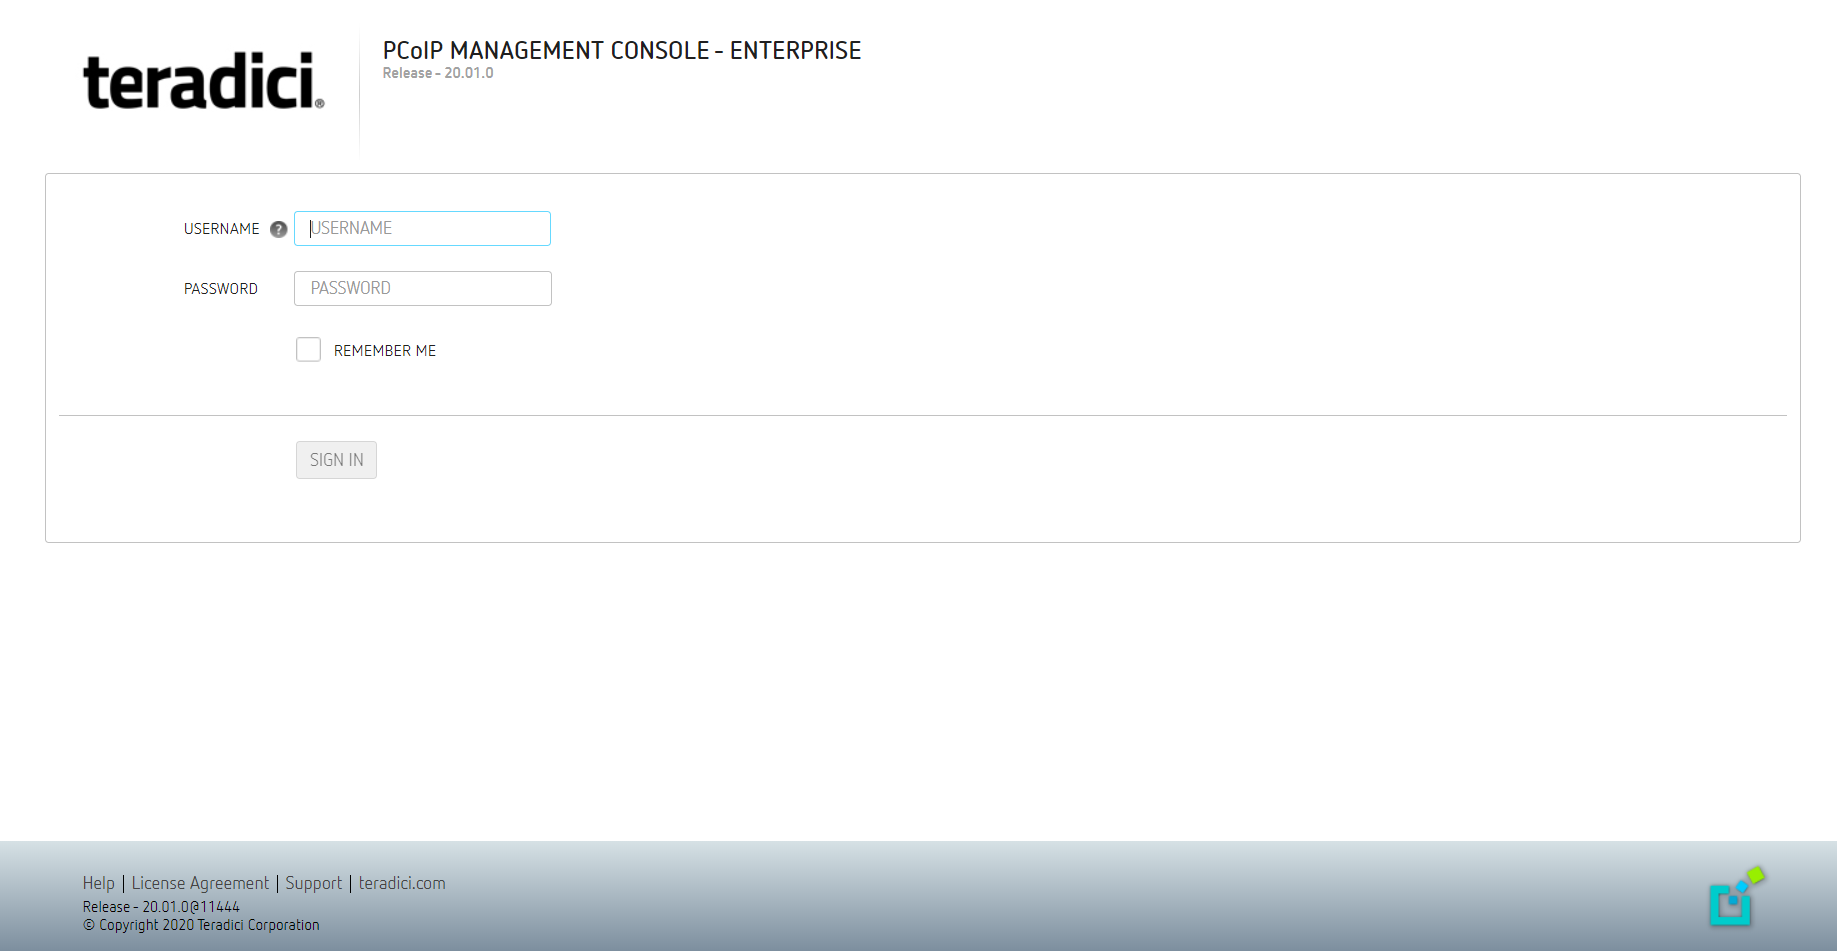 teradici®
PCoIP MANAGEMENT CONSOLE - ENTERPRISE
Release - 20.01.0
USERNAME ? USERNAME
PASSWORD PASSWORD
REMEMBER ME
SIGN IN
Help | License Agreement | Support | teradici.com
Release - 20.01.0@11444
© Copyright 2020 Teradici Corporation